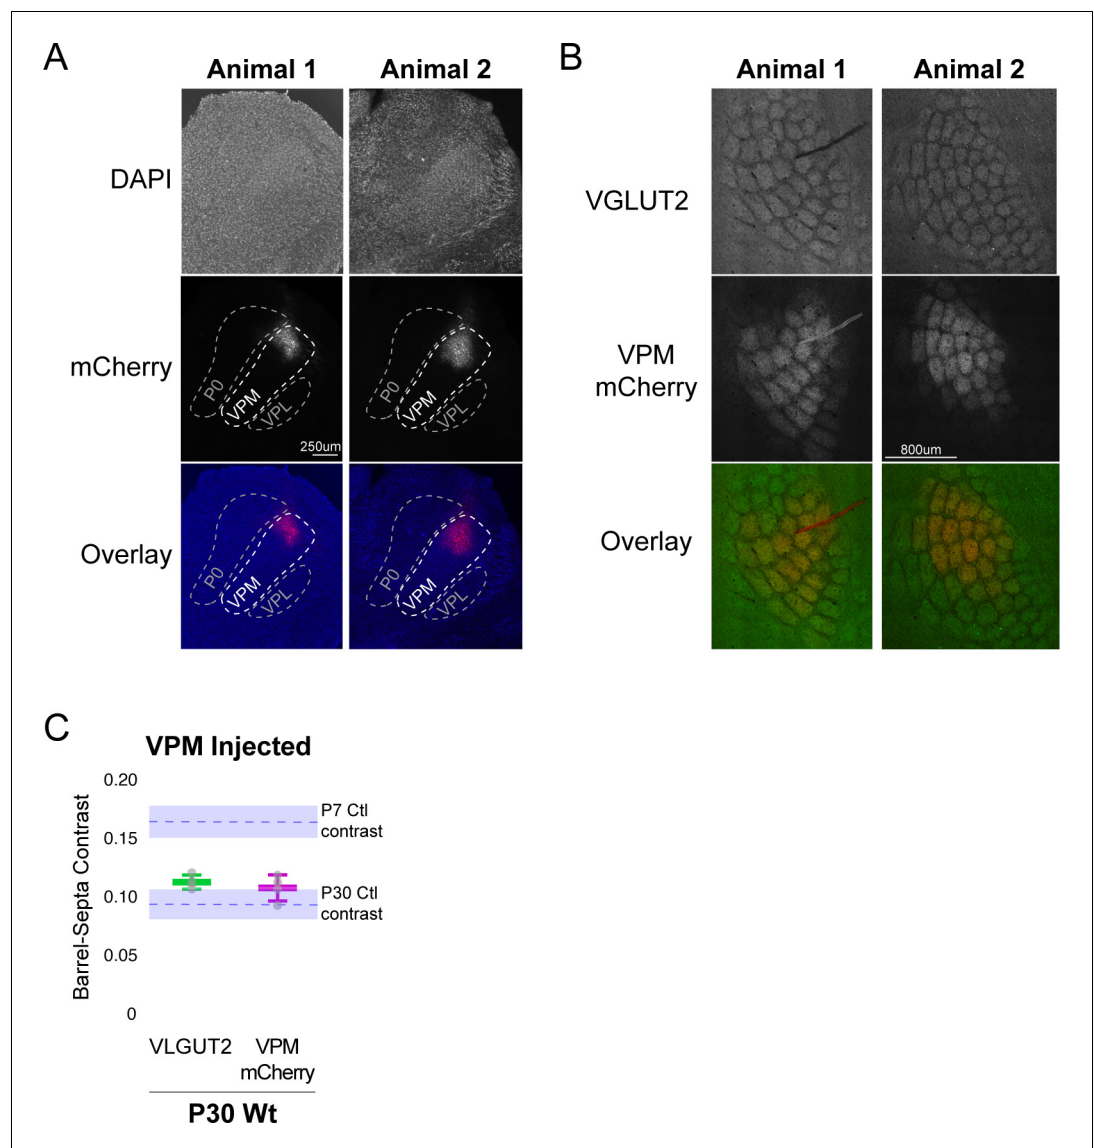 A
Animal 1
Animal 2
DAPI
mCherry
P0
VPM
VPL
250um
P0
VPM
VPL
Overlay
P0
VPM
VPL
P0
VPM
VPL
B
Animal 1
Animal 2
VGLUT2
VPM
mCherry
800um
Overlay
C
VPM Injected
Barrel-Septa Contrast
0.20
0.15
0.10
0.05
0
P7 Ctl
contrast
P30 Ctl
contrast
VLGUT2
VPM
mCherry
P30 Wt